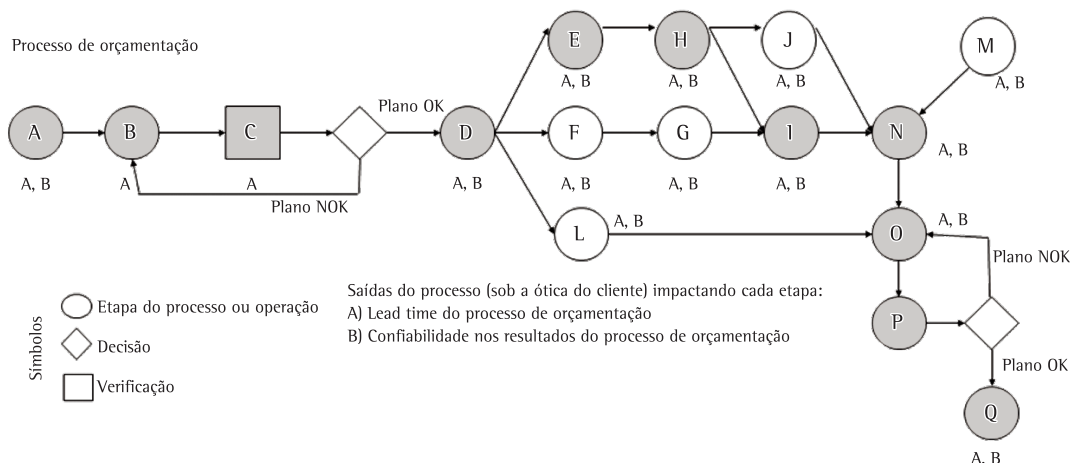 Processo de orçamentação
A
A, B
B
A
C
A
Plano OK
Plano NOK
D
A, B
E
A, B
H
A, B
J
A, B
M
A, B
F
A, B
G
A, B
I
A, B
N
A, B
L
A, B
O
A, B
Plano NOK
P
Plano OK
Q
A, B
Símbolos
Etapa do processo ou operação
Decisão
Verificação
Saídas do processo (sob a ótica do cliente) impactando cada etapa:
A) Lead time do processo de orçamentação
B) Confiabilidade nos resultados do processo de orçamentação